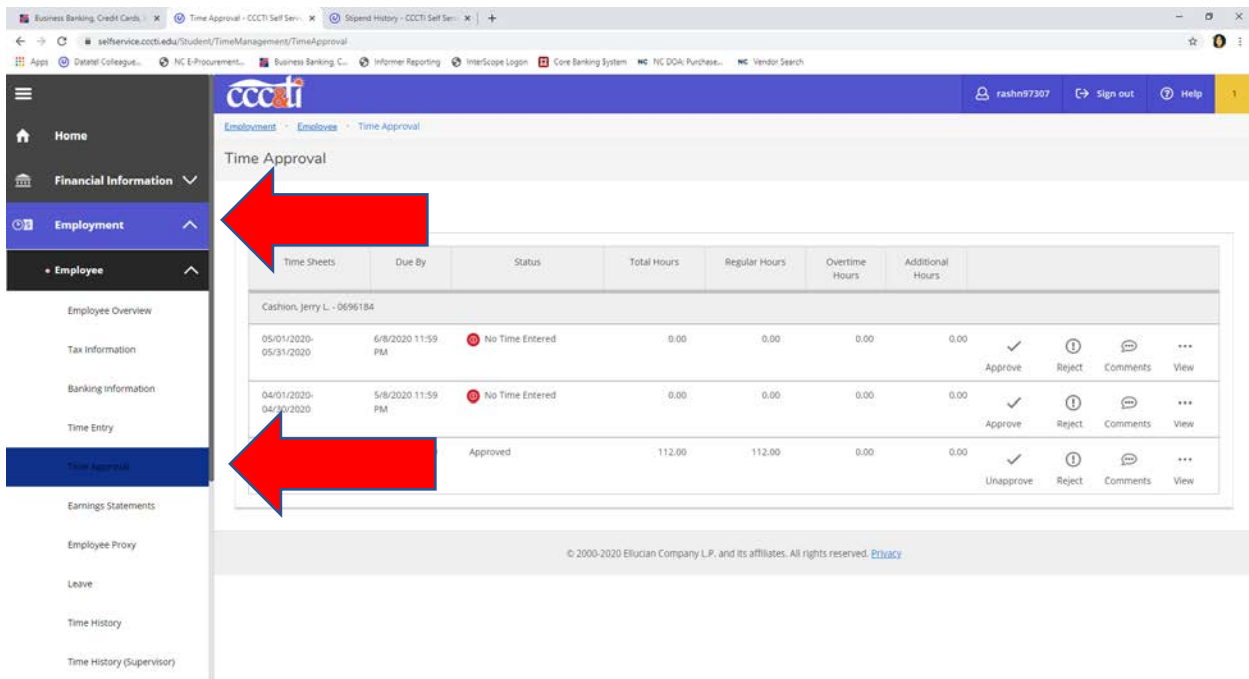 Business Banking, Credit Cards,
Time Approval - CCCTI Self Serv
Stipend History - CCCTI Self Ser
selfservice.cccti.edu/Student/TimeManagement/TimeApproval
Apps
Datatel Colleague...
NC E-Procurement...
Business Banking, C...
Informer Reporting
InterScope Logon
Core Banking System
NC NC DOA: Purchase...
NC Vendor Search
ccc&ti
rashn97307
Sign out
Help
1
Home
Financial Information
Employment
Employee
Employee Overview
Tax Information
Banking Information
Time Entry
Time Approval
Earnings Statements
Employee Proxy
Leave
Time History
Time History (Supervisor)
Employment · Employee · Time Approval
Time Approval
Time Sheets Due By Status Total Hours Regular Hours Overtime Hours Additional Hours
Cashion, Jerry L. - 0696184
05/01/2020- 6/8/2020 11:59 No Time Entered 0.00 0.00 0.00 0.00
05/31/2020 PM Approve Reject Comments View
04/01/2020- 5/8/2020 11:59 No Time Entered 0.00 0.00 0.00 0.00
04/30/2020 PM Approve Reject Comments View
Approved 112.00 112.00 0.00 0.00
Unapprove Reject Comments View
© 2000-2020 Ellucian Company L.P. and its affiliates. All rights reserved. Privacy